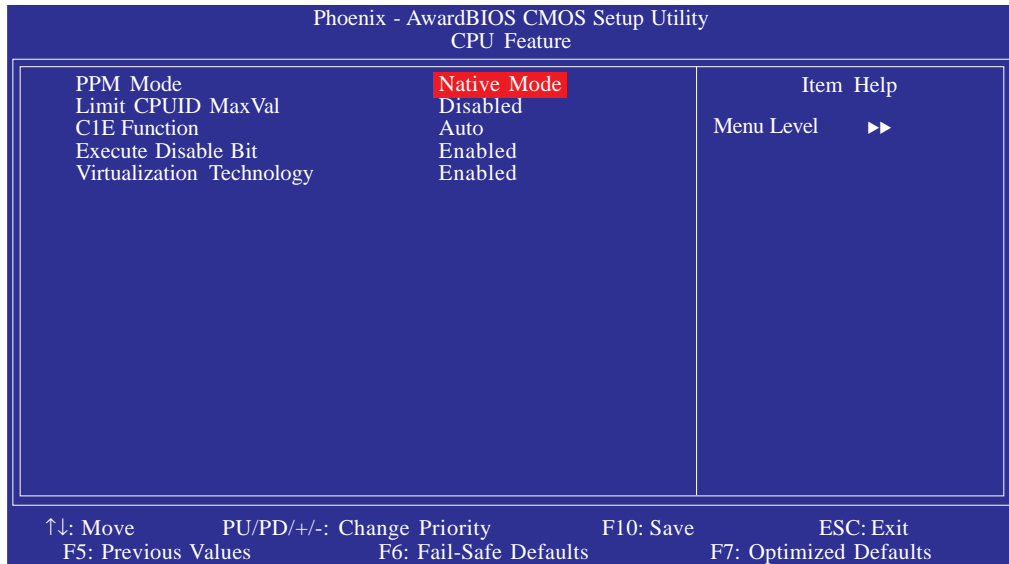 Phoenix - AwardBIOS CMOS Setup Utility
CPU Feature
PPM Mode Native Mode
Limit CPUID MaxVal Disabled
C1E Function Auto
Execute Disable Bit Enabled
Virtualization Technology Enabled
Item Help
Menu Level ▶▶
↑↓: Move PU/PD/+/-: Change Priority F10: Save ESC: Exit
F5: Previous Values F6: Fail-Safe Defaults F7: Optimized Defaults